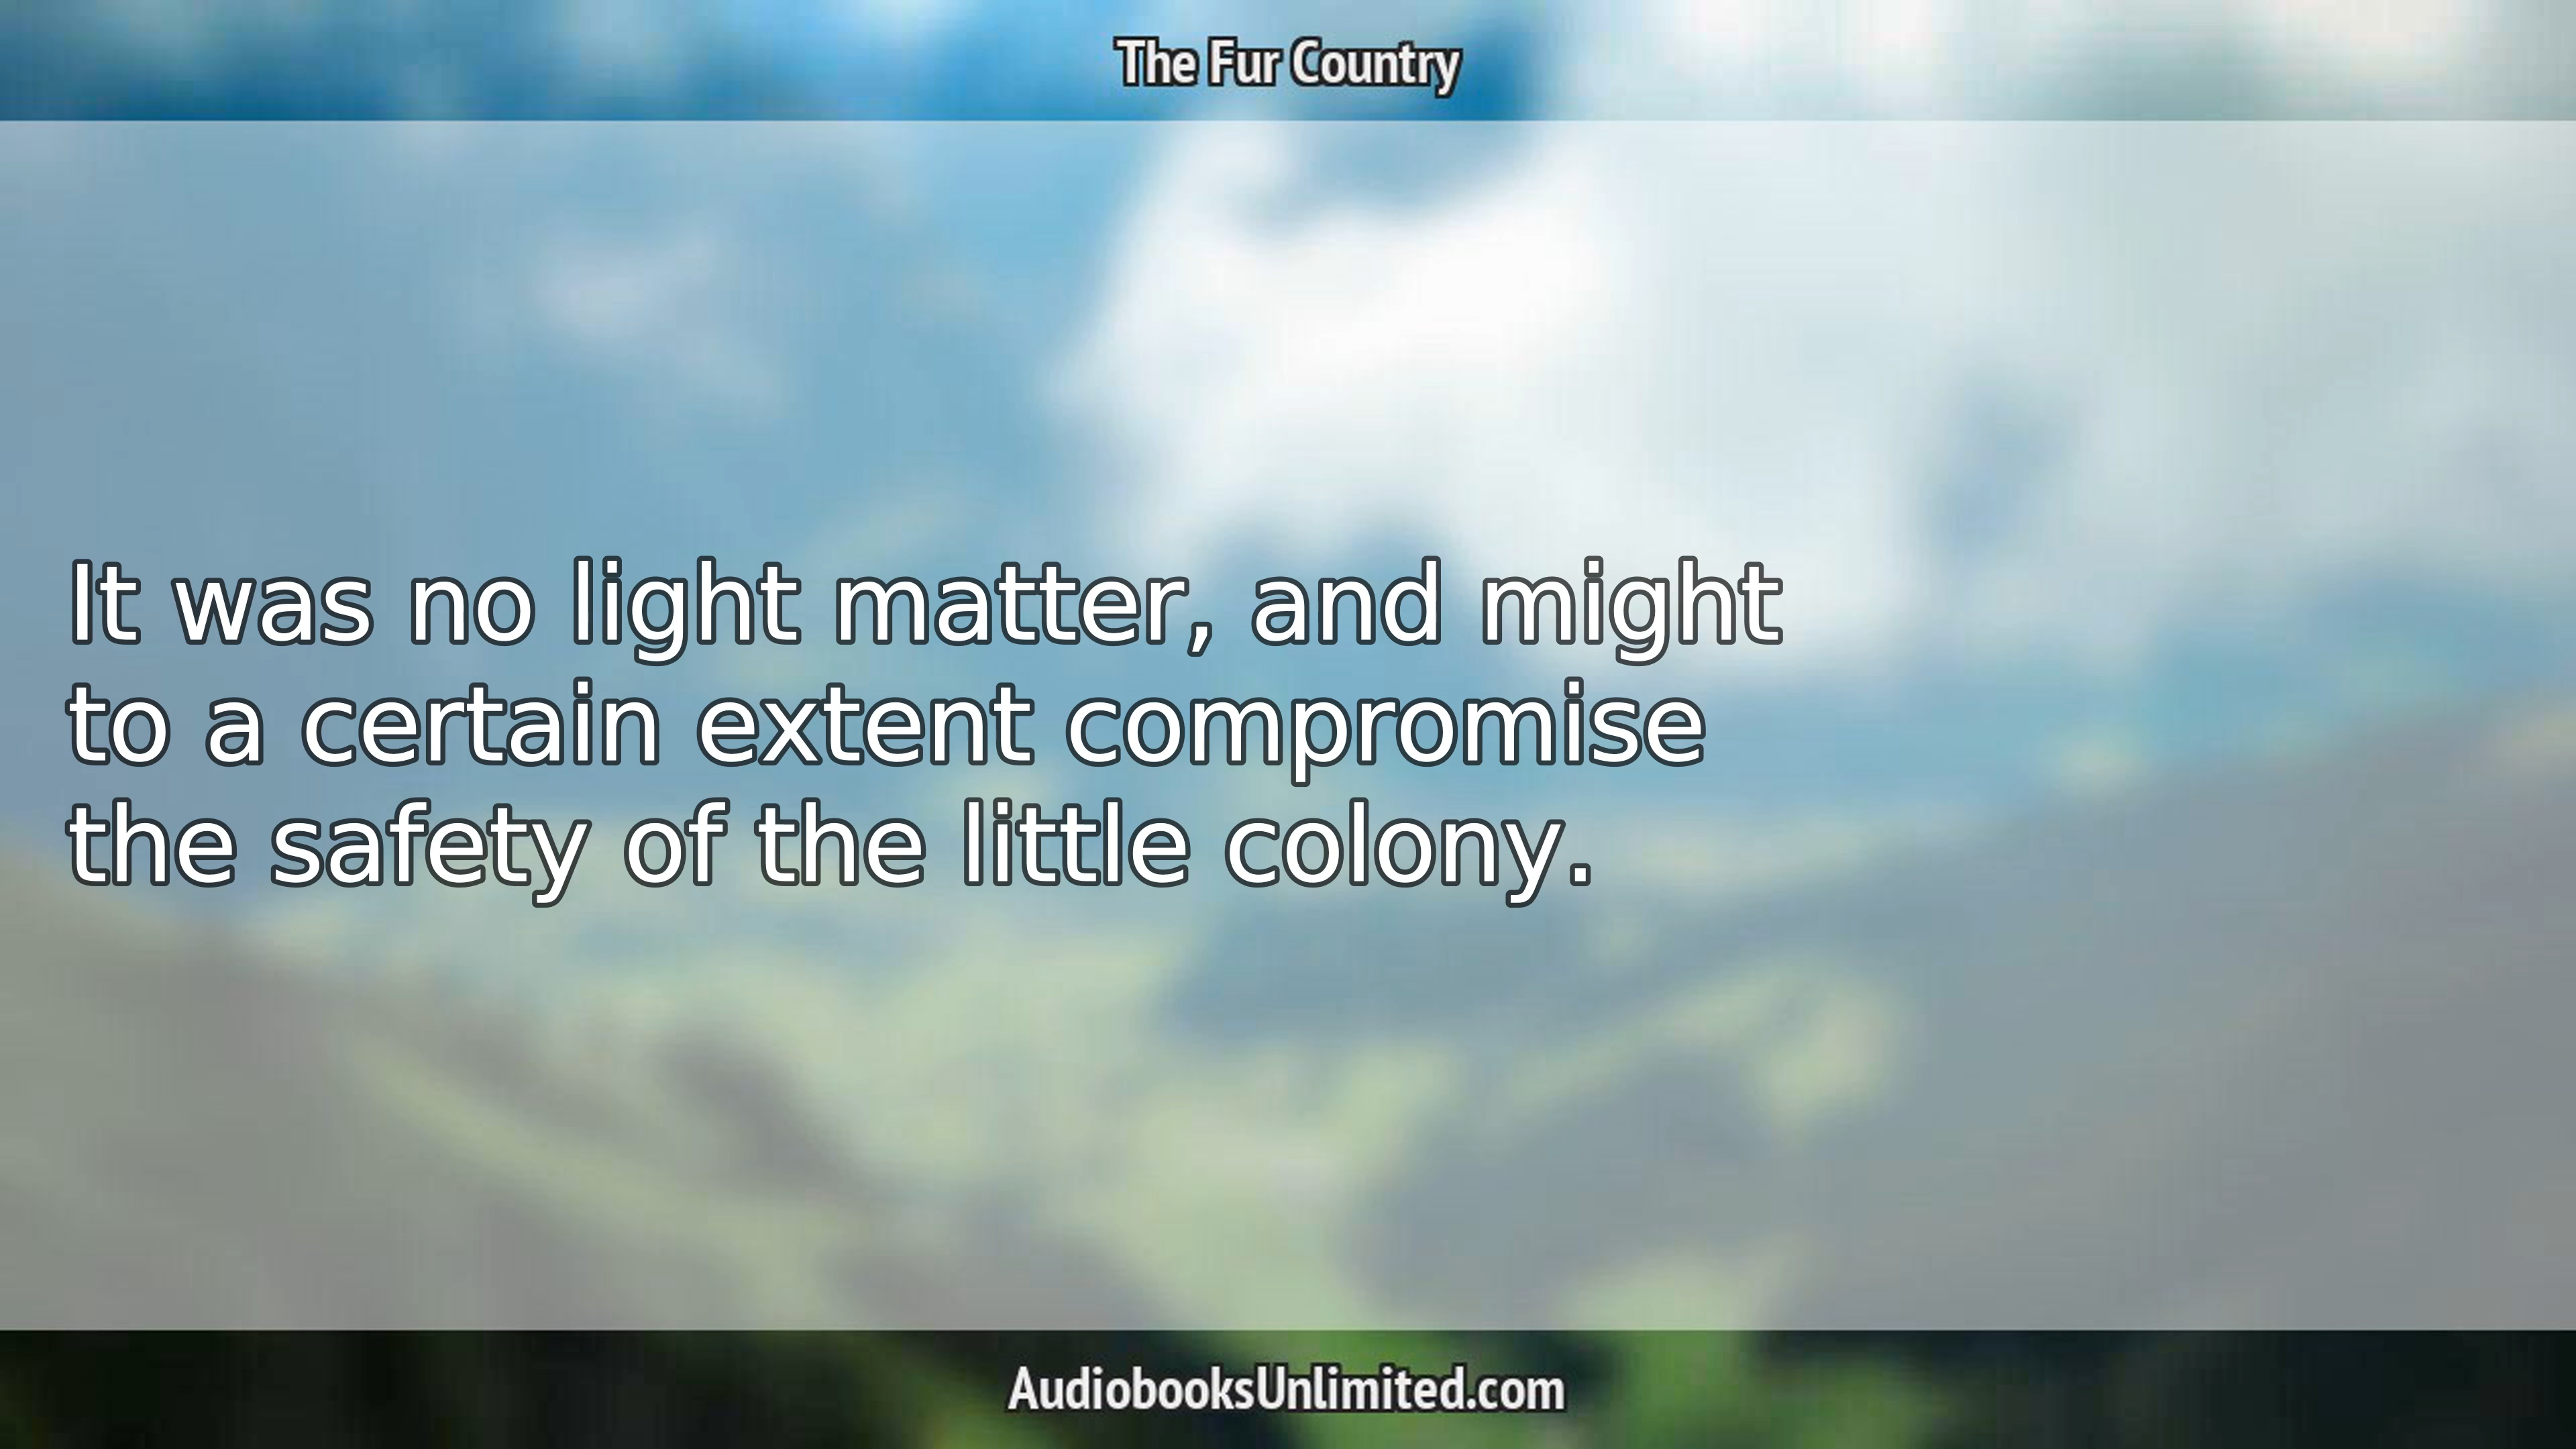 The Fur Country
It was no light matter, and might
to a certain extent compromise
the safety of the little colony.
AudiobooksUnlimited.com